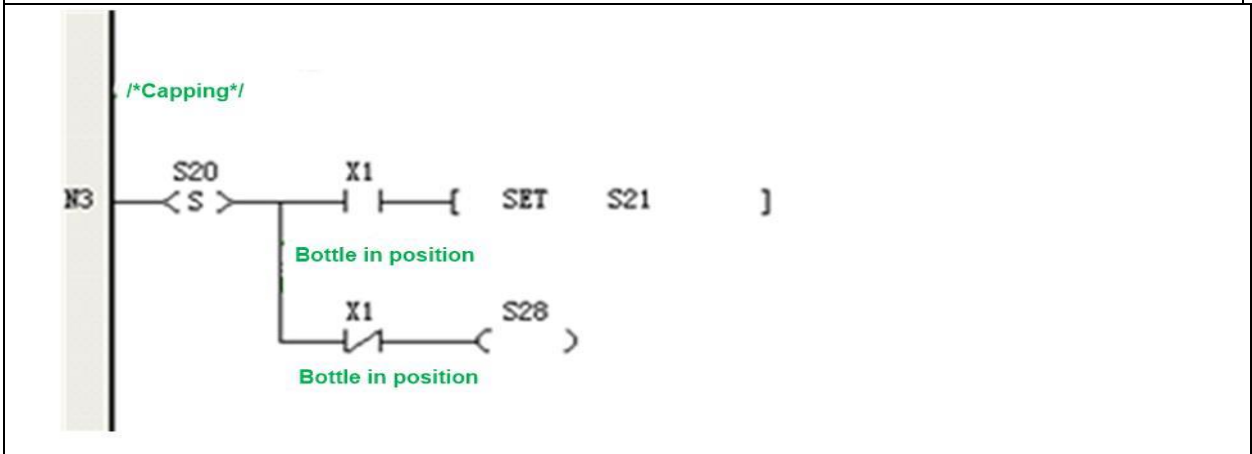 /*Capping*/
S20 X1
N3 S [ SET S21 ]
Bottle in position
X1 S28
Bottle in position